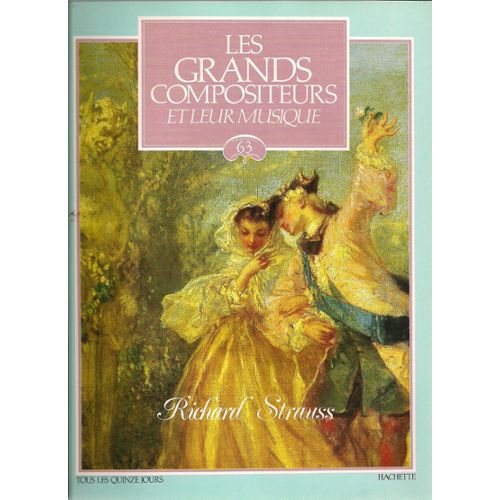 LES
GRANDS
COMPOSITEURS
ET LEUR MUSIQUE
63
Richard Strauss
TOUS LES QUINZE JOURS
HACHETTE